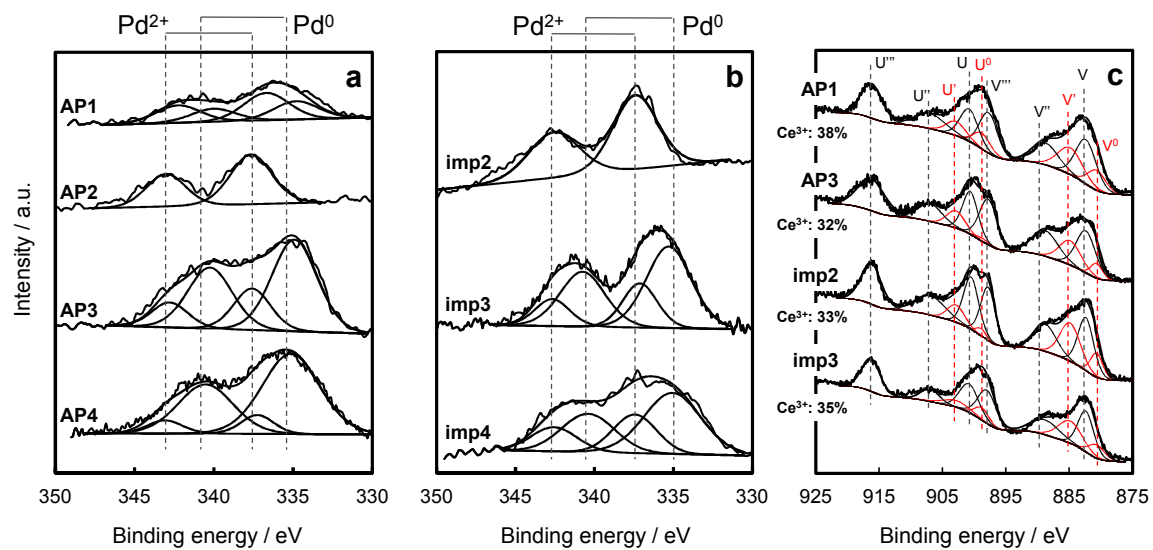 Pd²⁺ Pd⁰
a
AP1
AP2
AP3
AP4
350 345 340 335 330
Binding energy / eV
Intensity / a.u.
Pd²⁺ Pd⁰
b
imp2
imp3
imp4
350 345 340 335 330
Binding energy / eV
c
U''' U'' U' U U⁰ V''' V'' V' V V⁰
AP1
Ce³⁺: 38%
AP3
Ce³⁺: 32%
imp2
Ce³⁺: 33%
imp3
Ce³⁺: 35%
925 915 905 895 885 875
Binding energy / eV